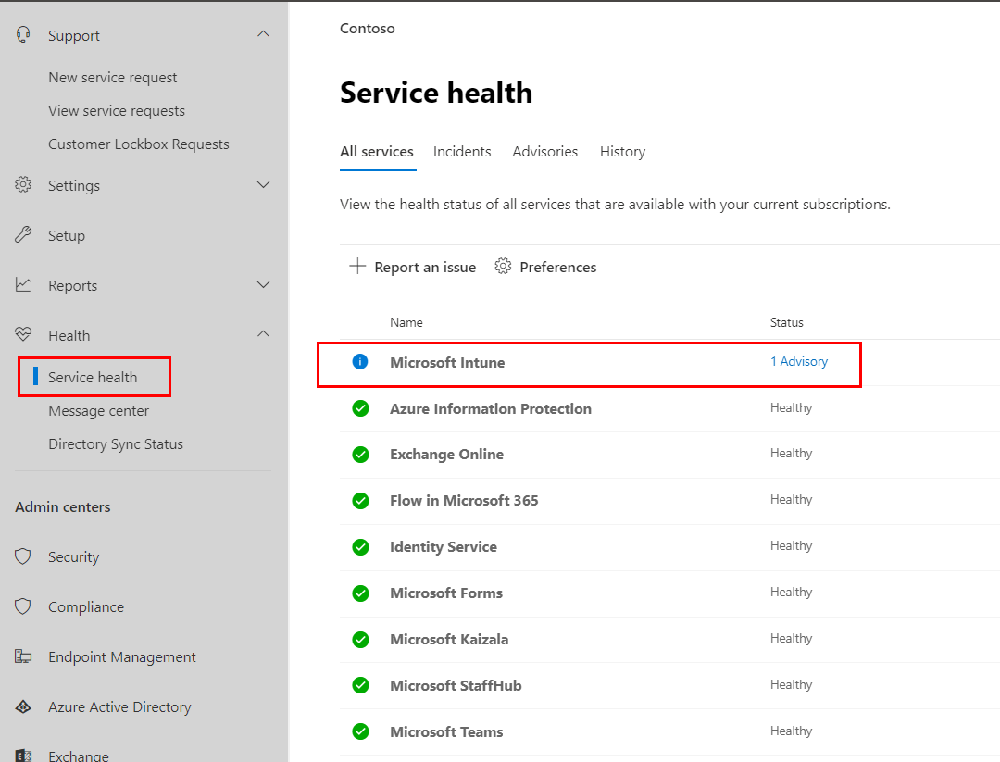 Support
New service request
View service requests
Customer Lockbox Requests
Settings
Setup
Reports
Health
Service health
Message center
Directory Sync Status
Admin centers
Security
Compliance
Endpoint Management
Azure Active Directory
Exchange
Contoso
Service health
All services Incidents Advisories History
View the health status of all services that are available with your current subscriptions.
Report an issue Preferences
Name Status
Microsoft Intune 1 Advisory
Azure Information Protection Healthy
Exchange Online Healthy
Flow in Microsoft 365 Healthy
Identity Service Healthy
Microsoft Forms Healthy
Microsoft Kaizala Healthy
Microsoft StaffHub Healthy
Microsoft Teams Healthy